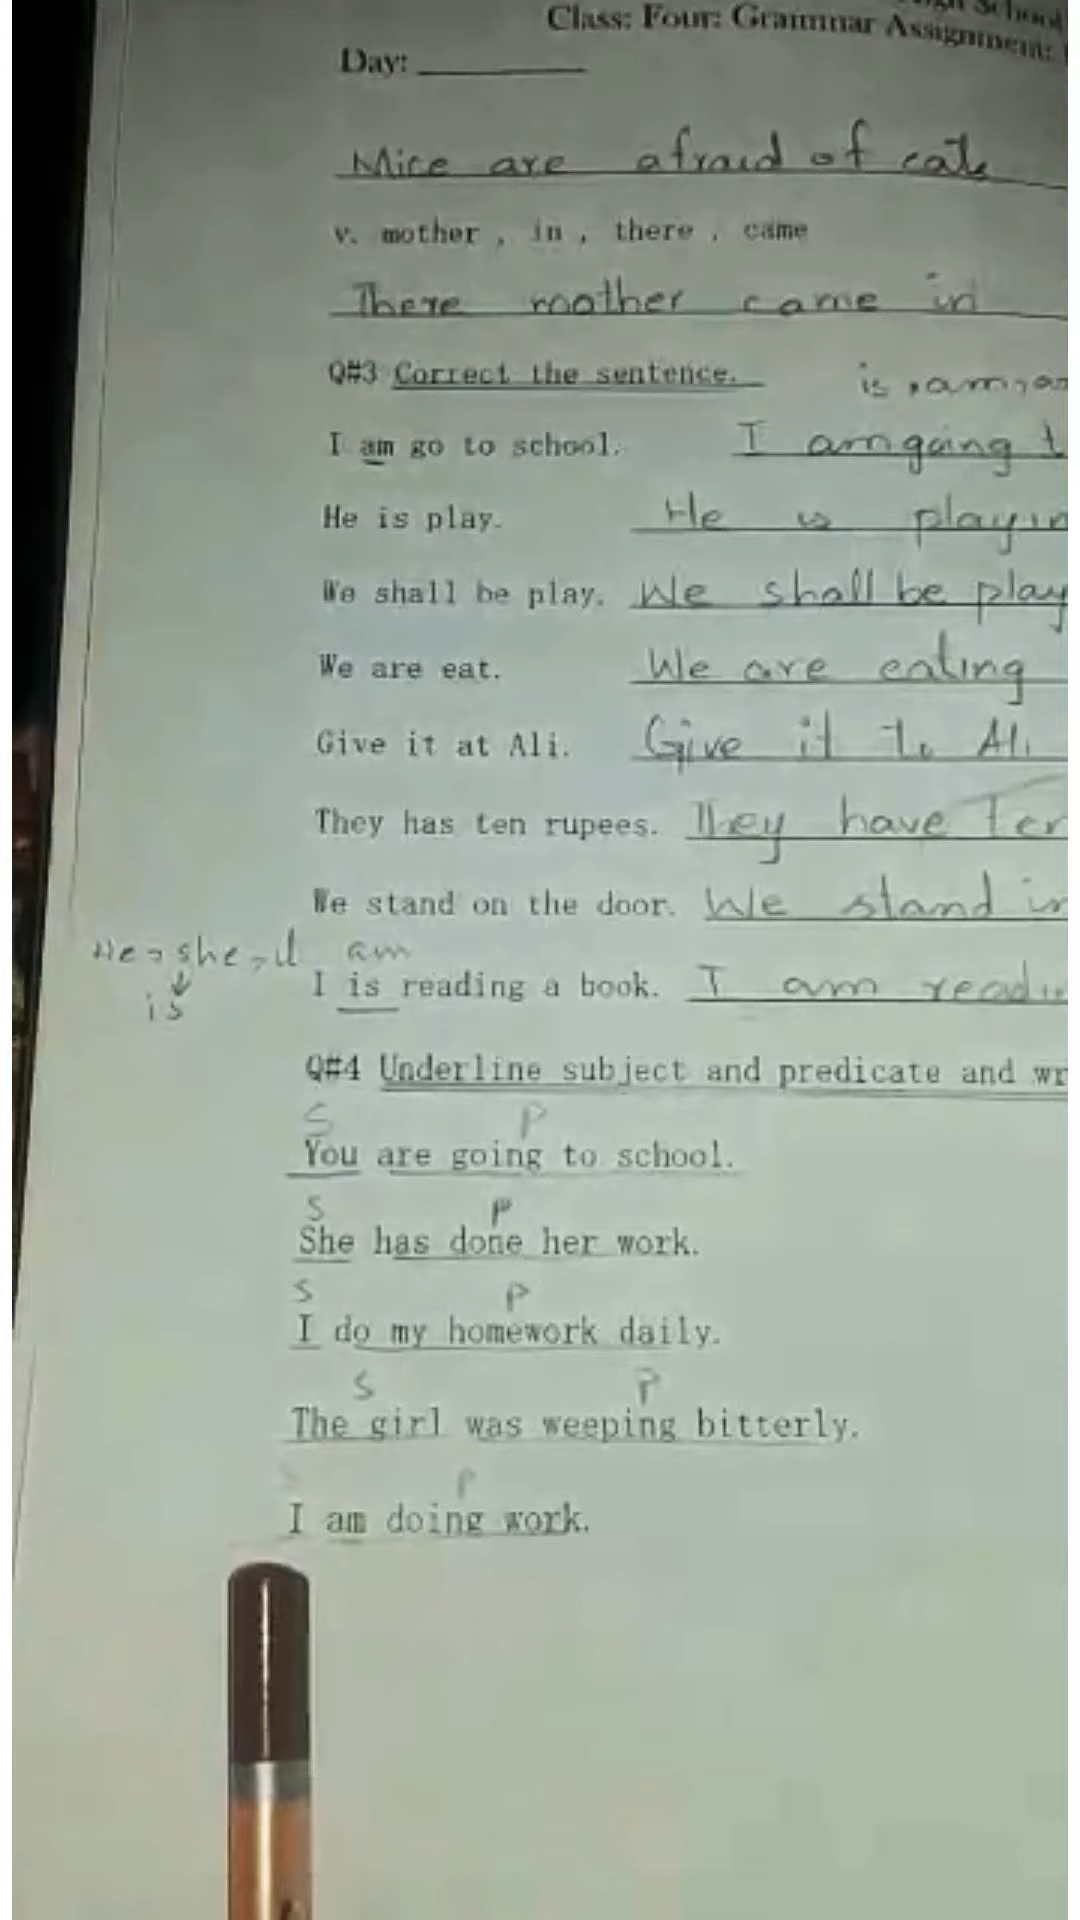 School
Class: Four: Grammar Assignment:
Day:
Mice are afraid of cats
v. mother , in , there , came
There mother came in
Q#3 Correct the sentence. is , am,
I am go to school. I am going t
He is play. He is playin
We shall be play. We shall be play
We are eat. We are eating
Give it at Ali. Give it to Ali
They has ten rupees. They have Ten
We stand on the door. We stand in
He, she, it am
I is reading a book. I am readin
is
Q#4 Underline subject and predicate and wr
S P
You are going to school.
S P
She has done her work.
S P
I do my homework daily.
S P
The girl was weeping bitterly.
P
I am doing work.